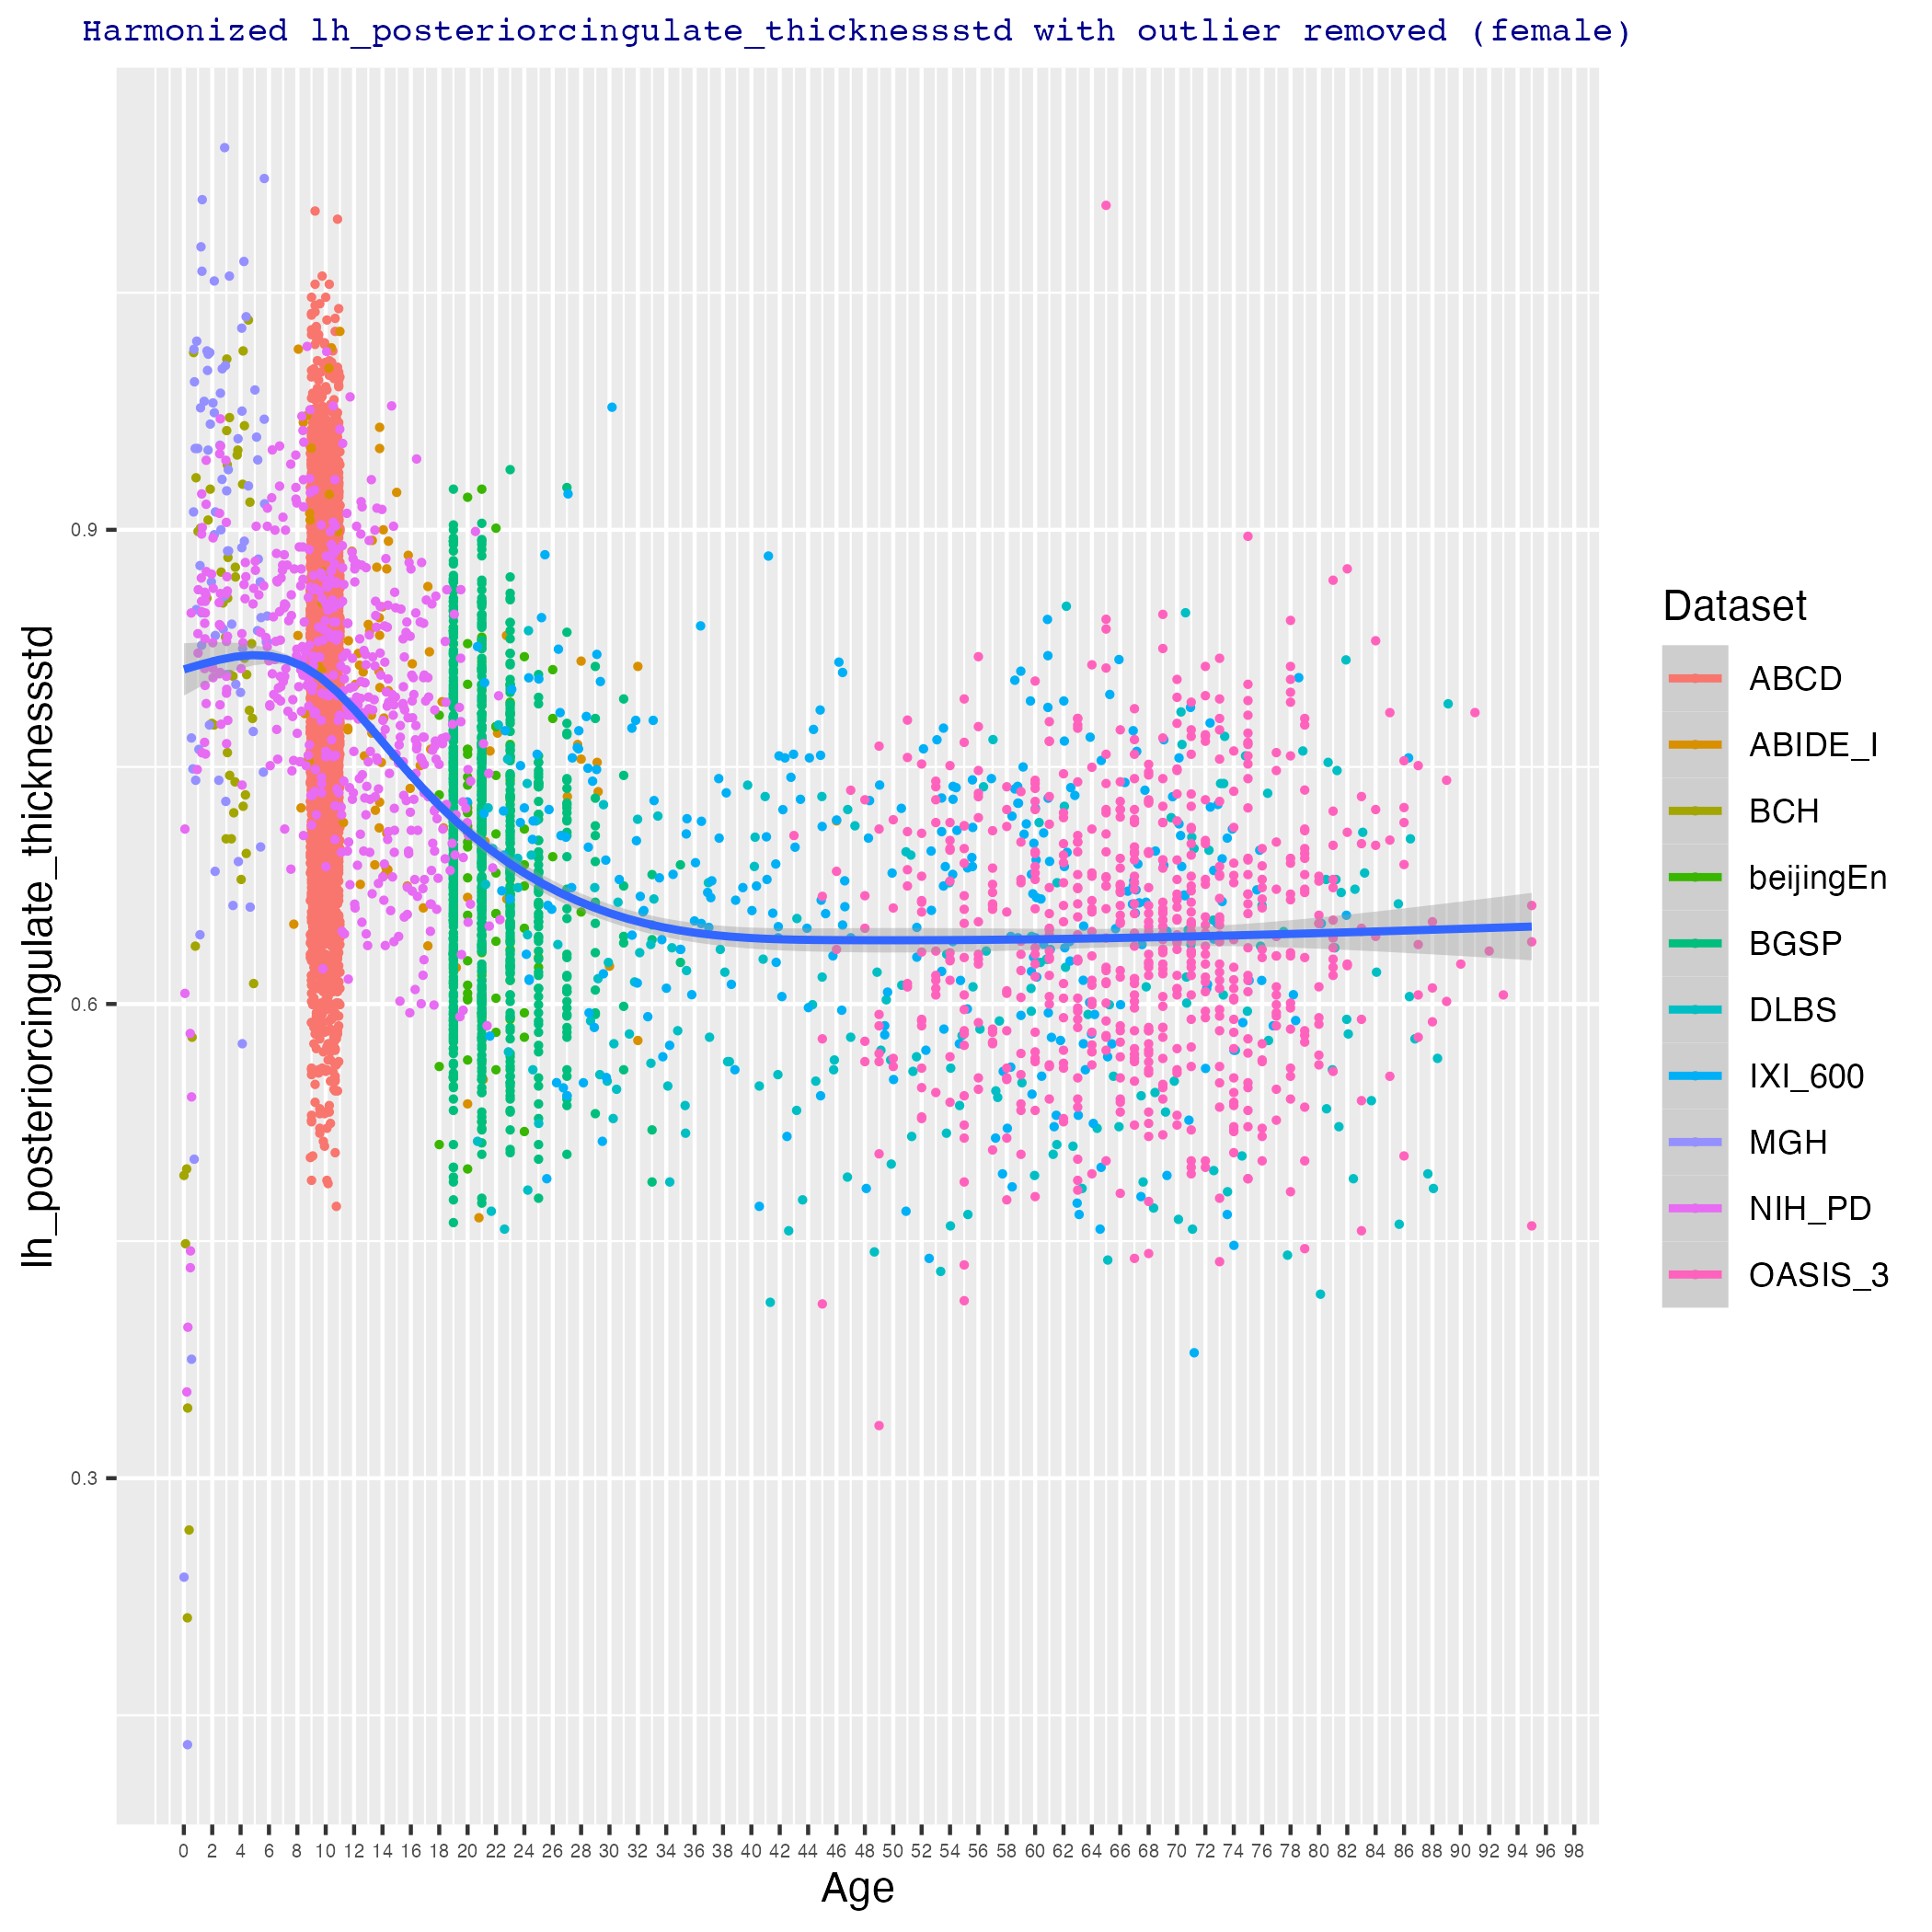 Harmonized lh_posteriorcingulate_thicknessstd with outlier removed (female)
lh_posteriorcingulate_thicknessstd
0.9
0.6
0.3
0 2 4 6 8 10 12 14 16 18 20 22 24 26 28 30 32 34 36 38 40 42 44 46 48 50 52 54 56 58 60 62 64 66 68 70 72 74 76 78 80 82 84 86 88 90 92 94 96 98
Age
Dataset
ABCD
ABIDE_I
BCH
beijingEn
BGSP
DLBS
IXI_600
MGH
NIH_PD
OASIS_3